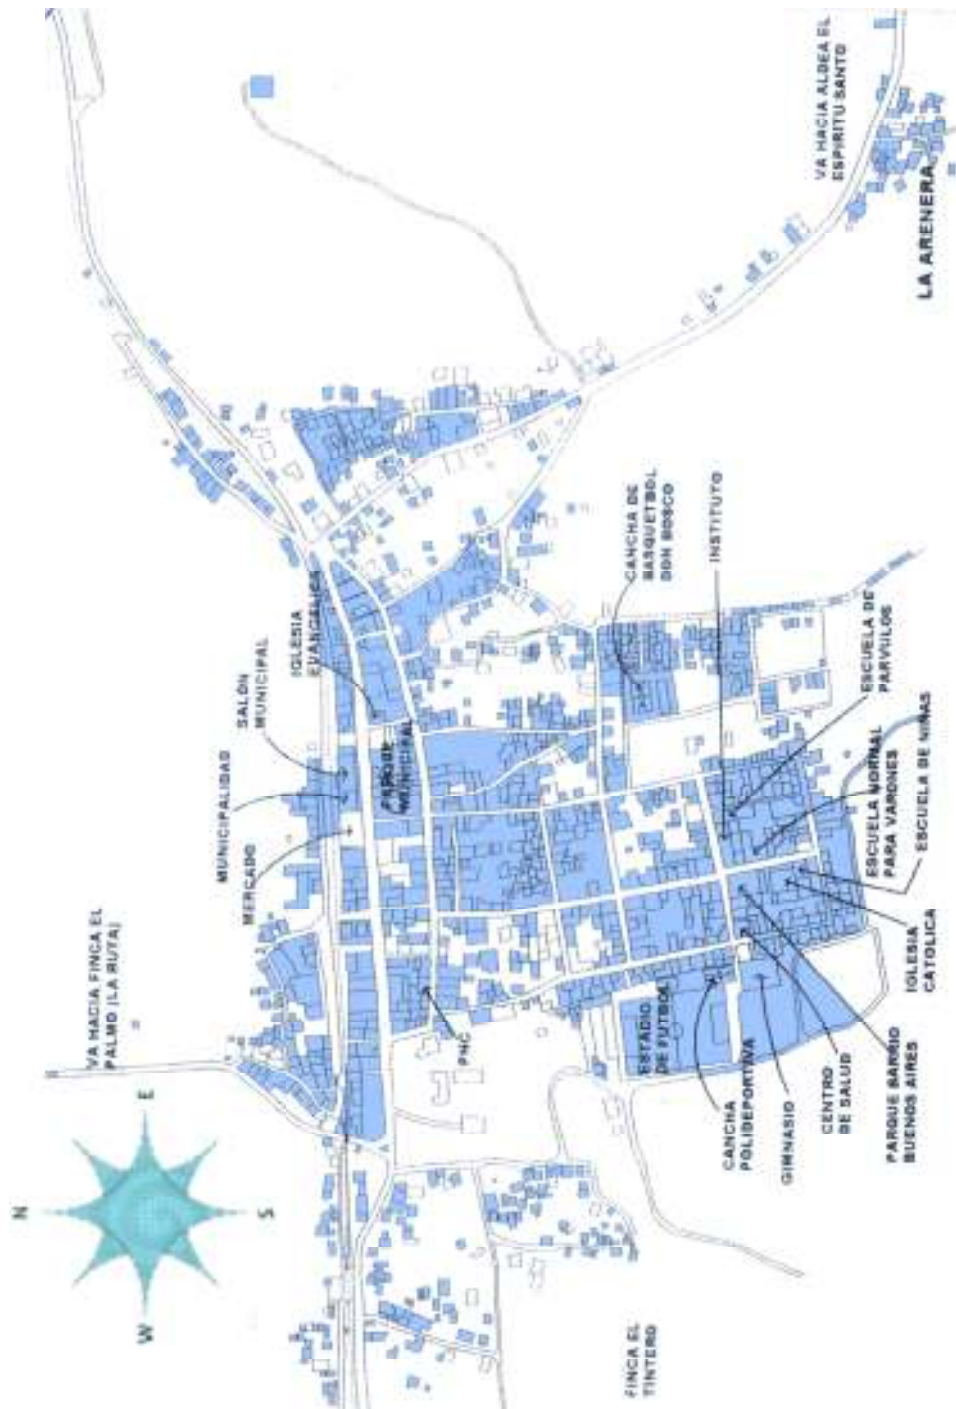 N
E
S
W
VA HACIA FINCA EL
PALMO (LA RUTA)
MERCADO
MUNICIPALIDAD
SALÓN
MUNICIPAL
IGLESIA
EVANGELICA
PARQUE
MUNICIPAL
PNC
VA HACIA ALDEA EL
ESPIRITU SANTO
LA ARENERA
CANCHA DE
BASQUETBOL
DON BOSCO
INSTITUTO
ESCUELA DE
PARVULOS
ESCUELA NORMAL
PARA VARONES
ESCUELA DE NIÑAS
IGLESIA
CATOLICA
PARQUE BARRIO
BUENOS AIRES
CENTRO
DE SALUD
GIMNASIO
CANCHA
POLIDEPORTIVA
ESTADIO
DE FUTBOL
FINCA EL
TINTERO